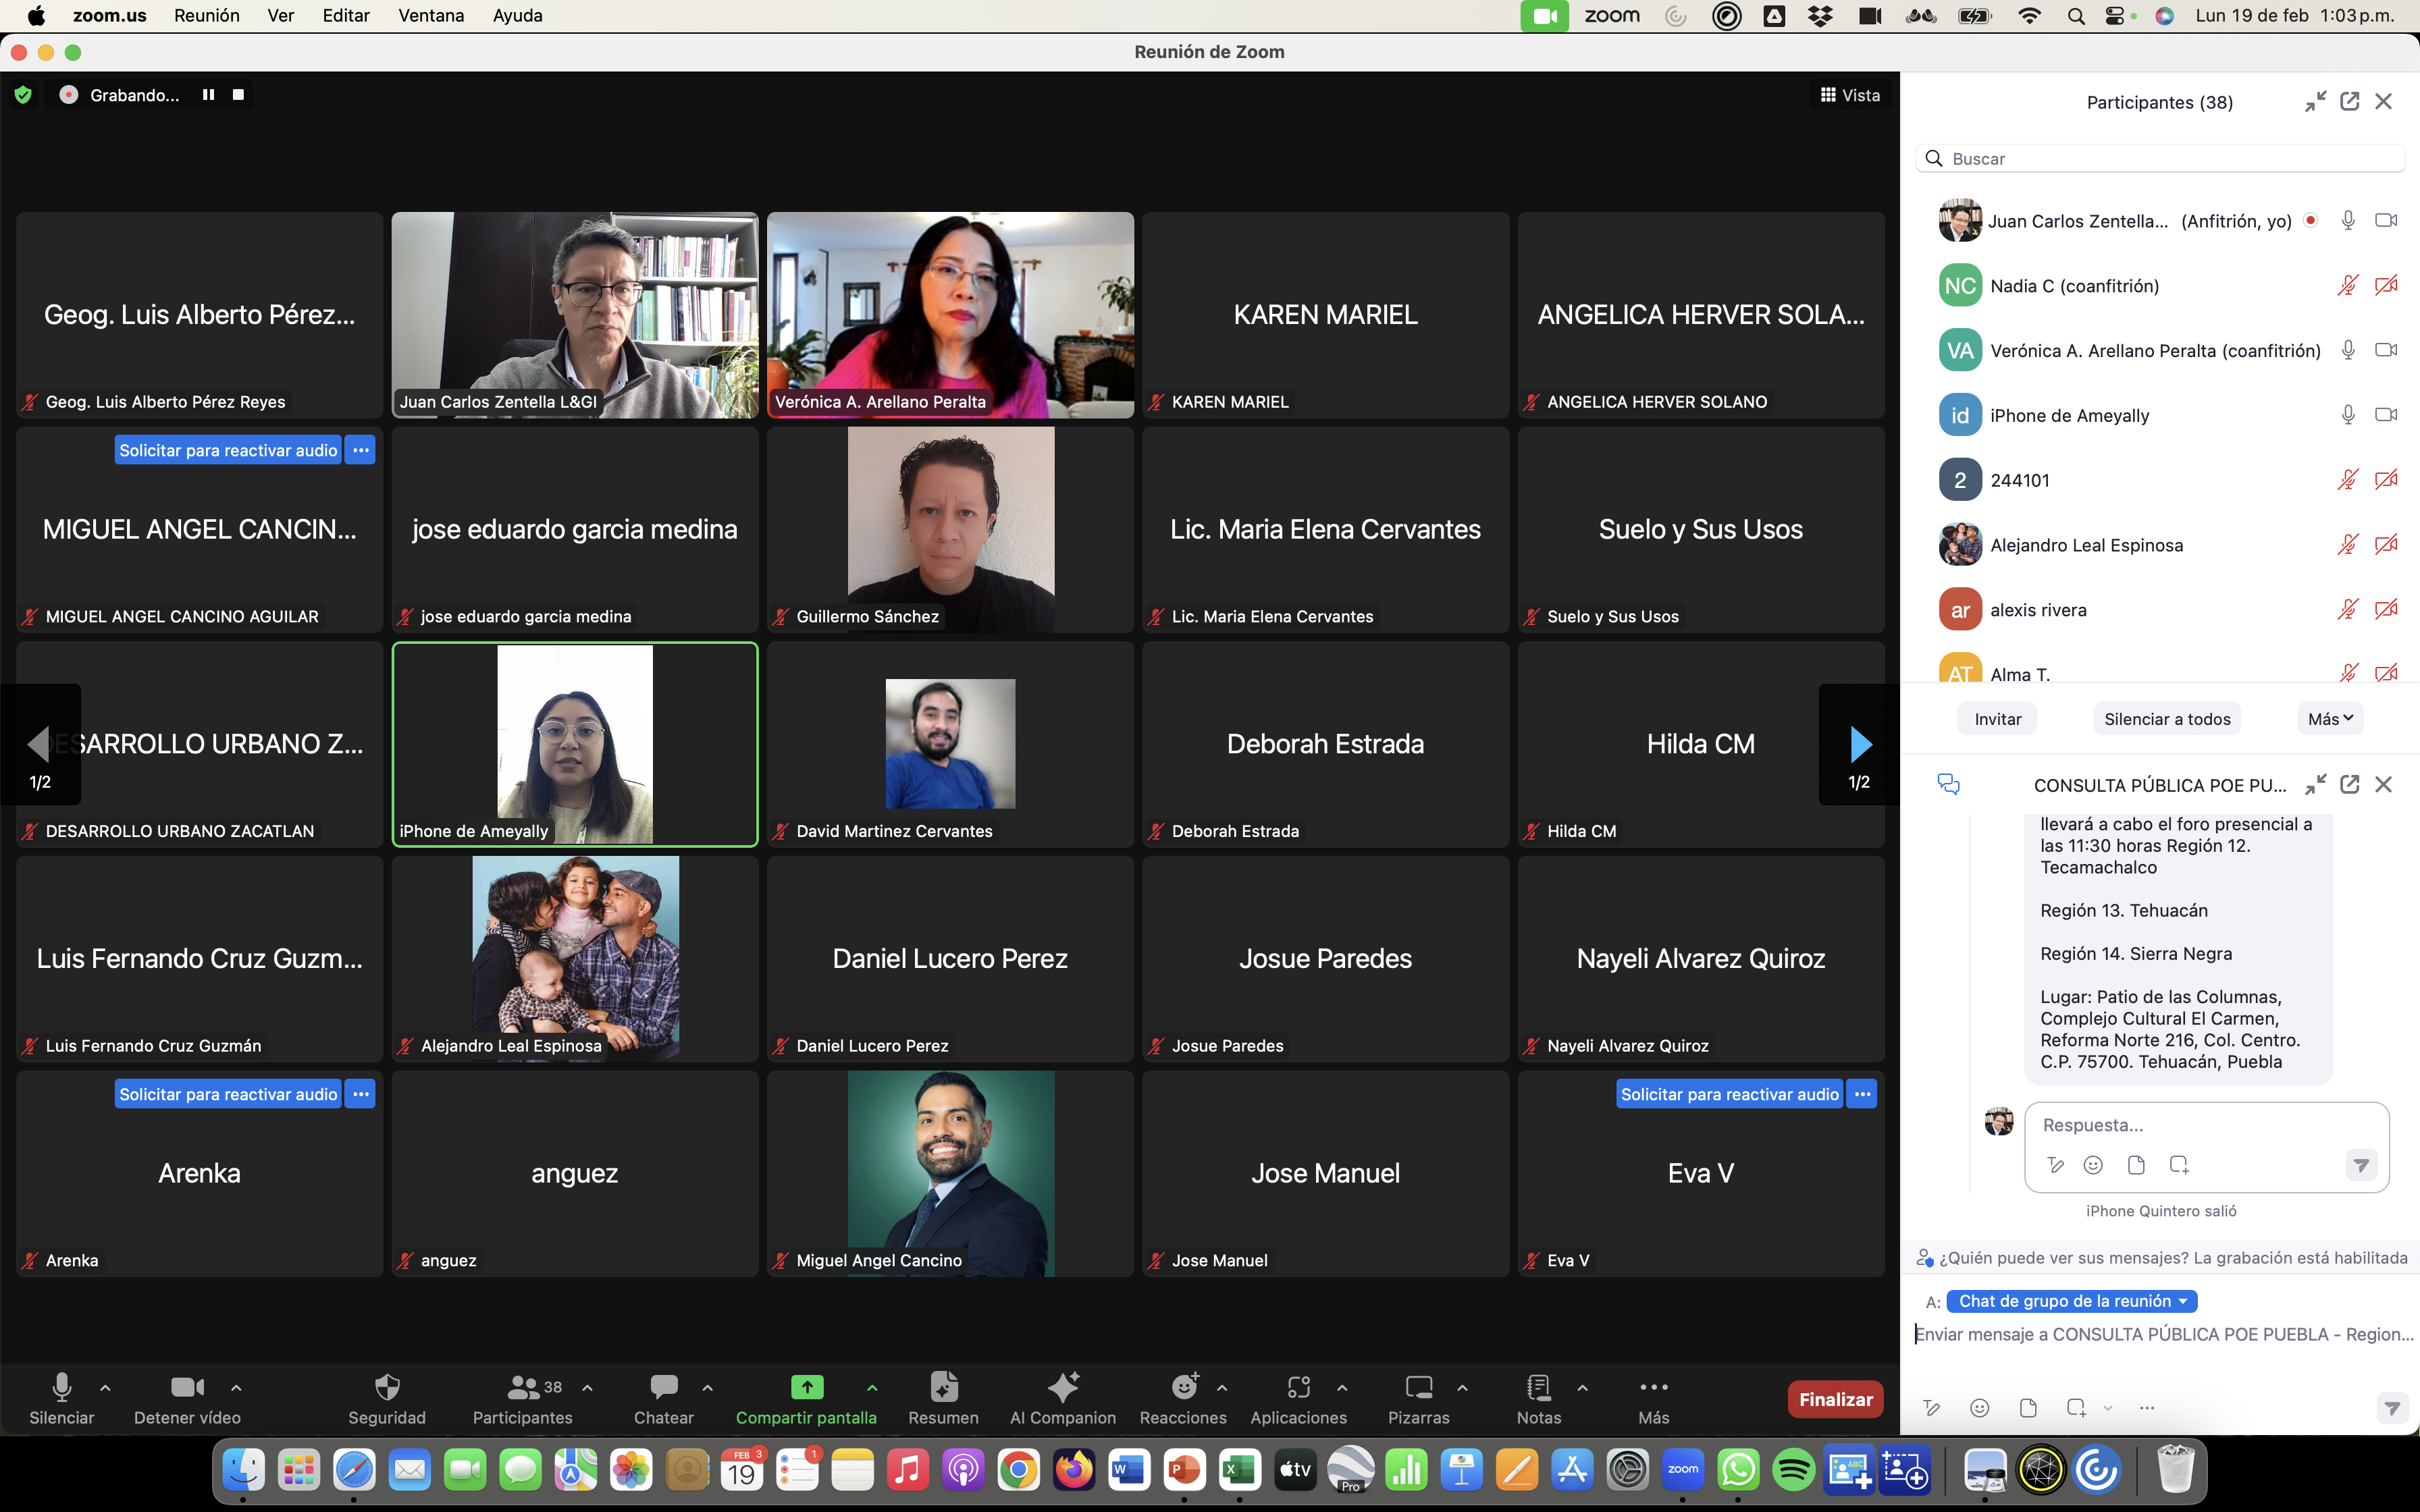 zoom.us Reunión Ver Editar Ventana Ayuda zoom Lun 19 de feb 1:03 p.m.
Reunión de Zoom
Grabando...
Vista
Geog. Luis Alberto Pérez...
Geog. Luis Alberto Pérez Reyes
Juan Carlos Zentella L&GI
Verónica A. Arellano Peralta
KAREN MARIEL
KAREN MARIEL
ANGELICA HERVER SOLA...
ANGELICA HERVER SOLANO
Solicitar para reactivar audio
MIGUEL ANGEL CANCIN...
MIGUEL ANGEL CANCINO AGUILAR
jose eduardo garcia medina
jose eduardo garcia medina
Guillermo Sánchez
Lic. Maria Elena Cervantes
Lic. Maria Elena Cervantes
Suelo y Sus Usos
Suelo y Sus Usos
DESARROLLO URBANO Z...
1/2
DESARROLLO URBANO ZACATLAN
iPhone de Ameyally
David Martinez Cervantes
Deborah Estrada
Deborah Estrada
Hilda CM
Hilda CM
1/2
Luis Fernando Cruz Guzm...
Luis Fernando Cruz Guzmán
Alejandro Leal Espinosa
Daniel Lucero Perez
Daniel Lucero Perez
Josue Paredes
Josue Paredes
Nayeli Alvarez Quiroz
Nayeli Alvarez Quiroz
Solicitar para reactivar audio
Arenka
Arenka
anguez
anguez
Miguel Angel Cancino
Jose Manuel
Jose Manuel
Solicitar para reactivar audio
Eva V
Eva V
Participantes (38)
Buscar
Juan Carlos Zentella... (Anfitrión, yo)
NC Nadia C (coanfitrión)
VA Verónica A. Arellano Peralta (coanfitrión)
id iPhone de Ameyally
2 244101
Alejandro Leal Espinosa
ar alexis rivera
AT Alma T.
Invitar Silenciar a todos Más
CONSULTA PÚBLICA POE PU...
llevará a cabo el foro presencial a
las 11:30 horas Región 12.
Tecamachalco
Región 13. Tehuacán
Región 14. Sierra Negra
Lugar: Patio de las Columnas,
Complejo Cultural El Carmen,
Reforma Norte 216, Col. Centro.
C.P. 75700. Tehuacán, Puebla
Respuesta...
iPhone Quintero salió
¿Quién puede ver sus mensajes? La grabación está habilitada
A: Chat de grupo de la reunión
Enviar mensaje a CONSULTA PÚBLICA POE PUEBLA - Region...
38
Silenciar Detener vídeo Seguridad Participantes Chatear Compartir pantalla Resumen AI Companion Reacciones Aplicaciones Pizarras Notas Más
Finalizar
FEB 3
19
1
W
P
X
tv
Pro
zoom
ABC